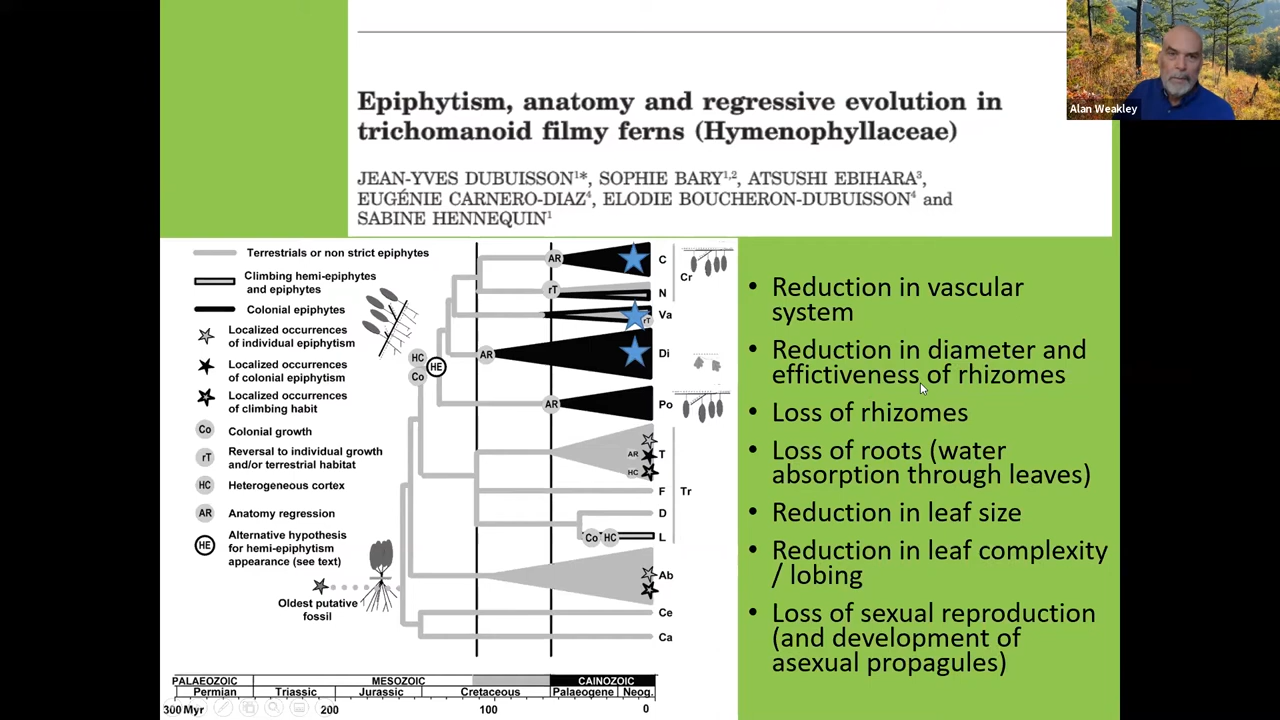 Epiphytism, anatomy and regressive evolution in
trichomanoid filmy ferns (Hymenophyllaceae)
JEAN-YVES DUBUISSON¹*, SOPHIE BARY¹,², ATSUSHI EBIHARA³,
EUGÉNIE CARNERO-DIAZ⁴, ELODIE BOUCHERON-DUBUISSON⁴ and
SABINE HENNEQUIN¹
Alan Weakley
Terrestrials or non strict epiphytes
Climbing hemi-epiphytes
and epiphytes
Colonial epiphytes
Localized occurrences
of individual epiphytism
Localized occurrences
of colonial epiphytism
Localized occurrences
of climbing habit
Co Colonial growth
rT Reversal to individual growth
and/or terrestrial habitat
HC Heterogeneous cortex
AR Anatomy regression
HE Alternative hypothesis
for hemi-epiphytism
appearance (see text)
Oldest putative
fossil
HC
Co
HE
AR C
Cr
rT N
Va
rT
AR Di
AR Po
AR T
HC
F Tr
D
Co HC L
Ab
Ce
Ca
PALAEOZOIC MESOZOIC CAINOZOIC
Permian Triassic Jurassic Cretaceous Palaeogene Neog.
300 Myr 200 100 0
• Reduction in vascular
system
• Reduction in diameter and
effictiveness of rhizomes
• Loss of rhizomes
• Loss of roots (water
absorption through leaves)
• Reduction in leaf size
• Reduction in leaf complexity
/ lobing
• Loss of sexual reproduction
(and development of
asexual propagules)